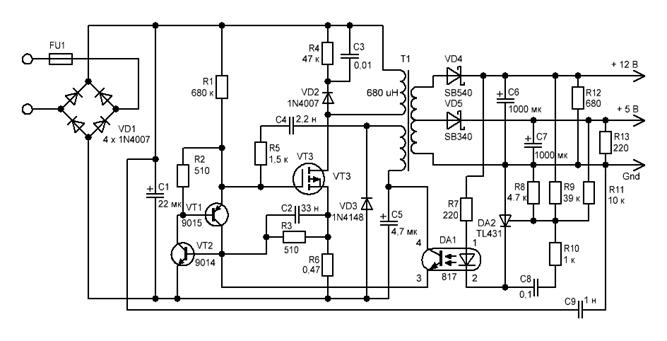 FU1
VD1
4 x 1N4007
C1
22 мк
R1
680 к
R2
510
VT1
9015
VT2
9014
R4
47 к
C3
0.01
VD2
1N4007
C4
2,2 н
R5
1,5 к
VT3
VT3
C2
33 н
R3
510
R6
0,47
VD3
1N4148
C5
4,7 мк
T1
680 uH
VD4
SB540
VD5
SB340
C6
1000 мк
C7
1000 мк
R7
220
DA1
817
4
3
1
2
R8
4.7 к
R9
39 к
DA2
TL431
R10
1 к
R11
10 к
C8
0,1
C9
1 н
R12
680
R13
220
+ 12 В
+ 5 В
Gnd